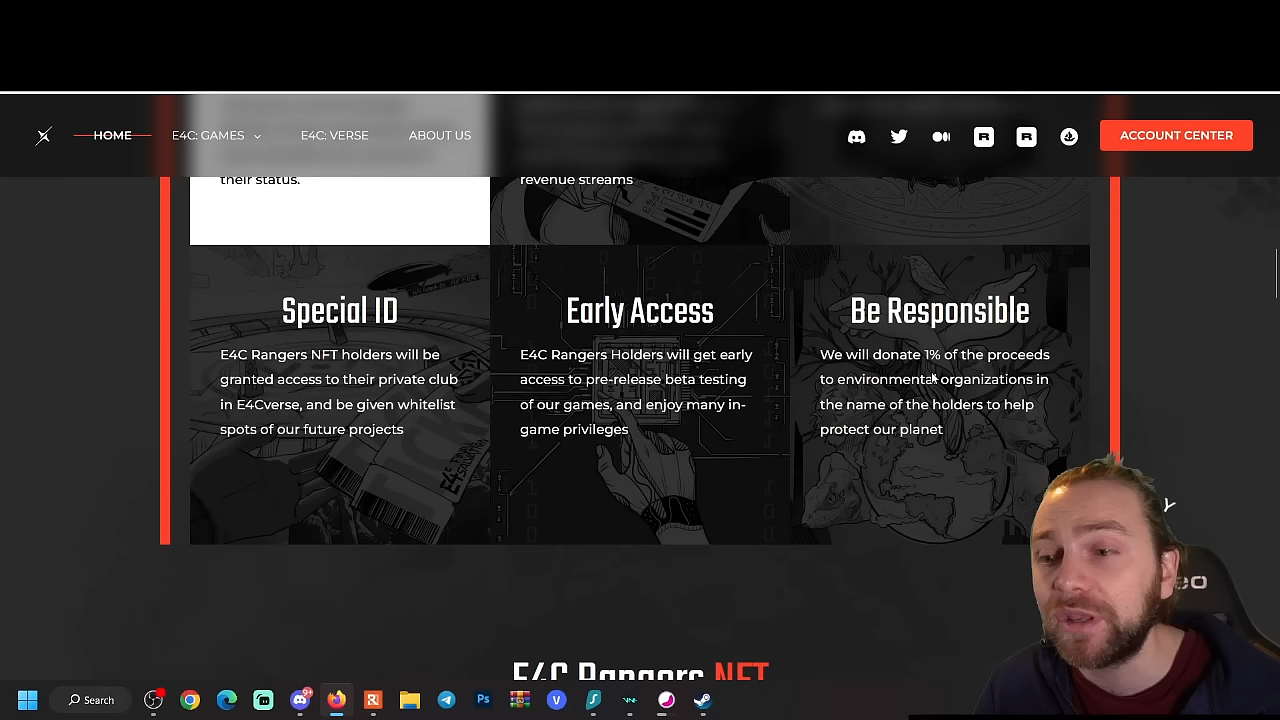 HOME
E4C: GAMES
E4C: VERSE
ABOUT US
ACCOUNT CENTER
their status.
revenue streams
Special ID
E4C Rangers NFT holders will be
granted access to their private club
in E4Cverse, and be given whitelist
spots of our future projects
Early Access
E4C Rangers Holders will get early
access to pre-release beta testing
of our games, and enjoy many in-
game privileges
Be Responsible
We will donate 1% of the proceeds
to environmental organizations in
the name of the holders to help
protect our planet
E4C Rangers NFT
Search